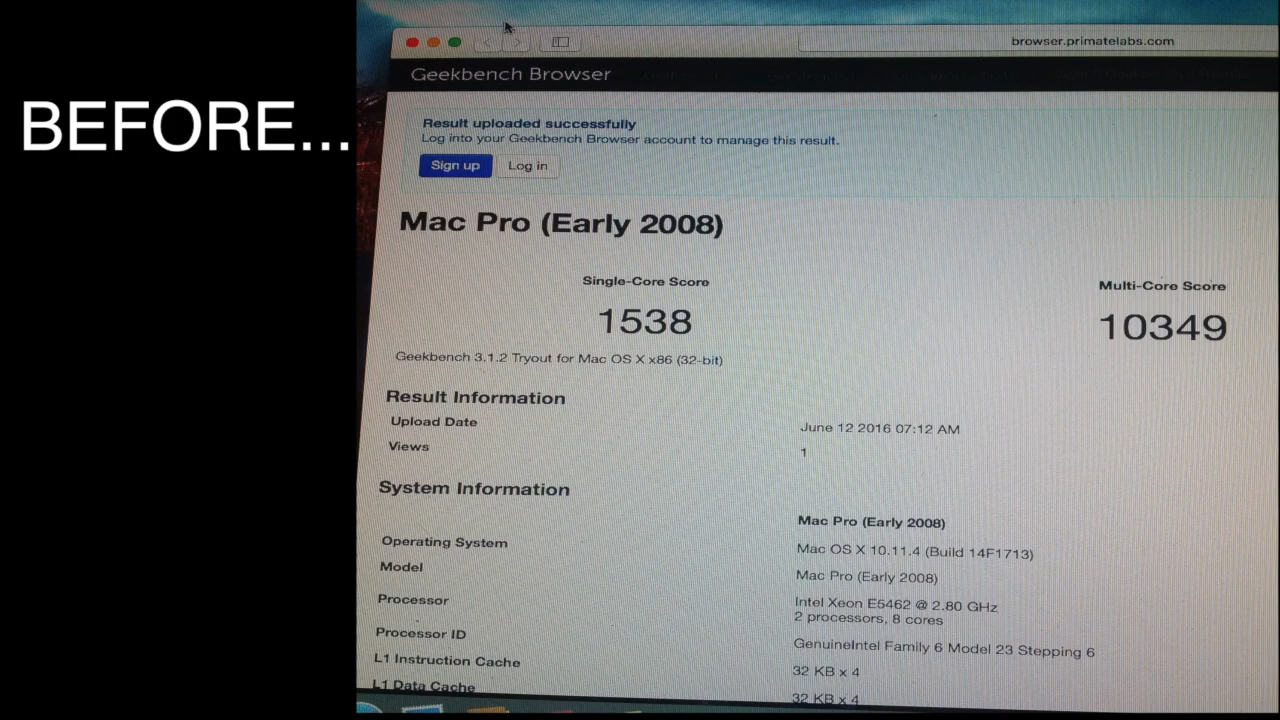 BEFORE...
browser.primatelabs.com
Geekbench Browser
Result uploaded successfully
Log into your Geekbench Browser account to manage this result.
Sign up Log in
Mac Pro (Early 2008)
Single-Core Score Multi-Core Score
1538 10349
Geekbench 3.1.2 Tryout for Mac OS X x86 (32-bit)
Result Information
Upload Date June 12 2016 07:12 AM
Views 1
System Information
Mac Pro (Early 2008)
Operating System Mac OS X 10.11.4 (Build 14F1713)
Model Mac Pro (Early 2008)
Processor Intel Xeon E5462 @ 2.80 GHz
2 processors, 8 cores
Processor ID GenuineIntel Family 6 Model 23 Stepping 6
L1 Instruction Cache 32 KB x 4
L1 Data Cache 32 KB x 4